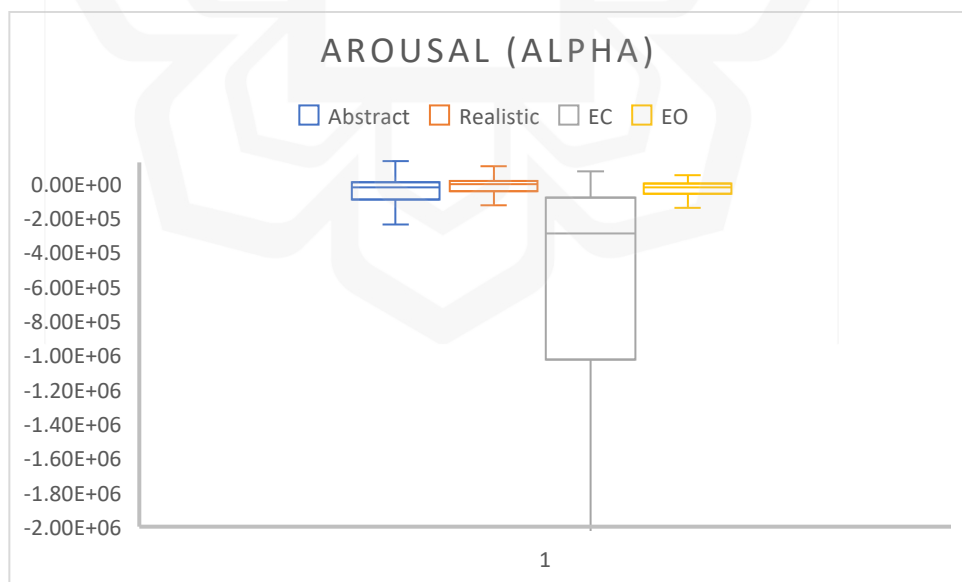 AROUSAL (ALPHA)
Abstract Realistic EC EO
0.00E+00
-2.00E+05
-4.00E+05
-6.00E+05
-8.00E+05
-1.00E+06
-1.20E+06
-1.40E+06
-1.60E+06
-1.80E+06
-2.00E+06
1